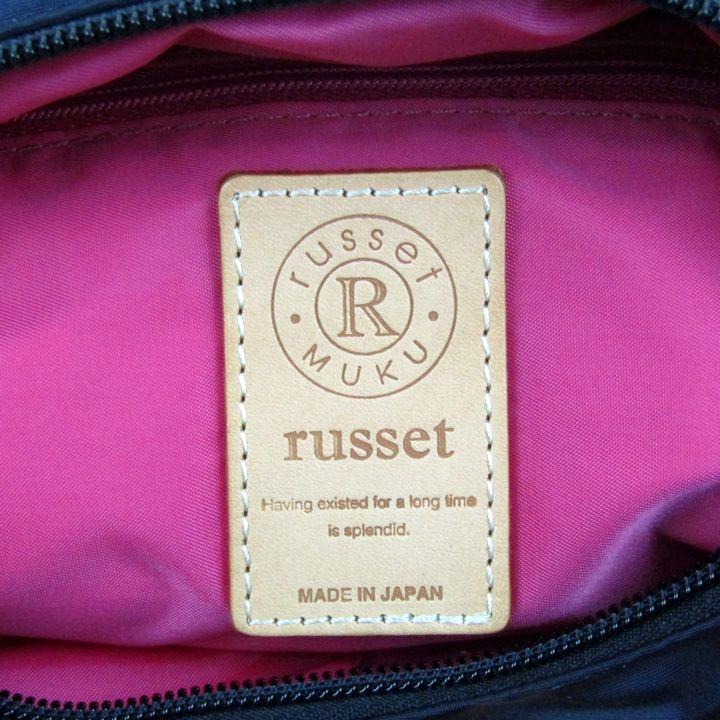 russet
R
MUKU
russet
Having existed for a long time
is splendid.
MADE IN JAPAN